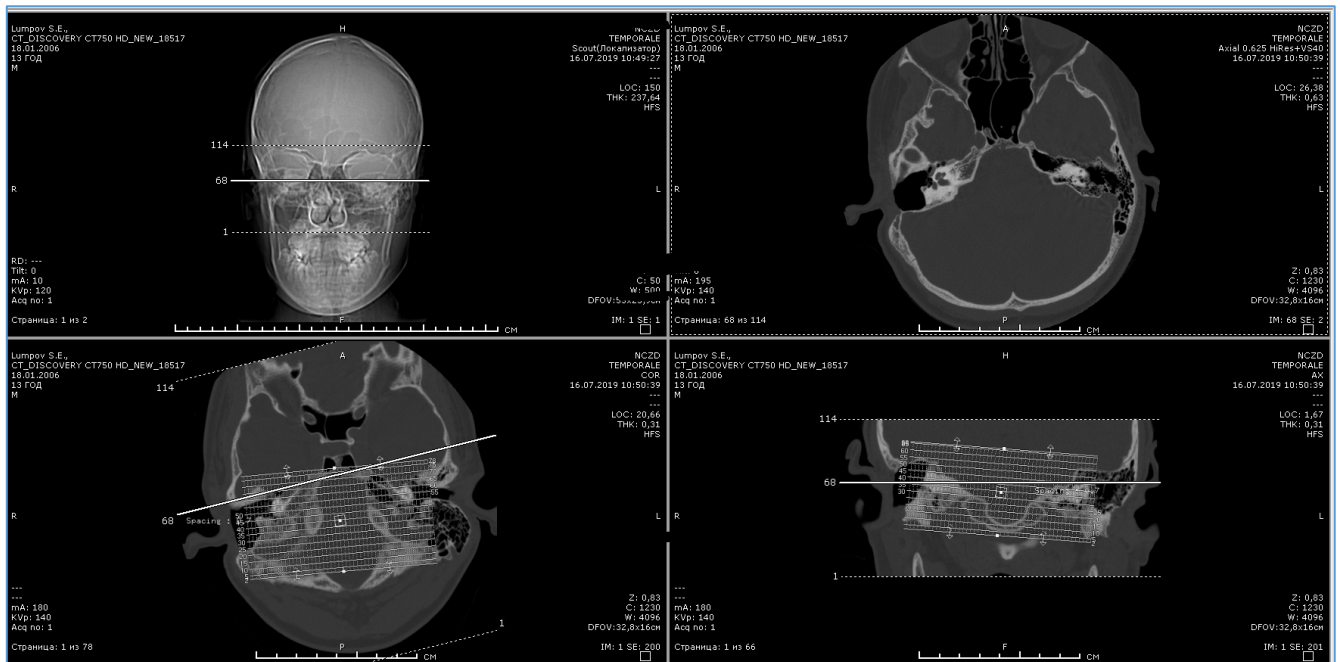 Lumpov S.E.,
CT_DISCOVERY CT750 HD_NEW_18517
18.01.2006
13 ГОД
M
NCZD
TEMPORALE
Scout(Локализатор)
16.07.2019 10:49:27
---
---
LOC: 150
THK: 237,64
HFS
H
114
68
1
R
L
RD: ---
Tilt: 0
mA: 10
KVp: 120
Acq no: 1
Страница: 1 из 2
F
C: 50
W: 500
IM: 1 SE: 1
СМ
Lumpov S.E.,
CT_DISCOVERY CT750 HD_NEW_18517
18.01.2006
13 ГОД
M
A
NCZD
TEMPORALE
Axial 0.625 HiRes+VS40
16.07.2019 10:50:39
---
---
LOC: 26,38
THK: 0,63
HFS
R
L
mA: 195
KVp: 140
Acq no: 1
Страница: 68 из 114
P
Z: 0,83
C: 1230
W: 4096
DFOV:32,8x16см
IM: 68 SE: 2
СМ
Lumpov S.E.,
CT_DISCOVERY CT750 HD_NEW_18517
18.01.2006
13 ГОД
M
A
NCZD
TEMPORALE
COR
16.07.2019 10:50:39
---
---
LOC: 20,66
THK: 0,31
HFS
114
68
Spacing :
1
R
L
---
---
mA: 180
KVp: 140
Acq no: 1
Страница: 1 из 78
P
Z: 0,83
C: 1230
W: 4096
DFOV:32,8x16см
IM: 1 SE: 200
СМ
Lumpov S.E.,
CT_DISCOVERY CT750 HD_NEW_18517
18.01.2006
13 ГОД
M
H
NCZD
TEMPORALE
AX
16.07.2019 10:50:39
---
---
LOC: 1,67
THK: 0,31
HFS
114
68
1
R
L
---
---
mA: 180
KVp: 140
Acq no: 1
Страница: 1 из 66
F
Z: 0,83
C: 1230
W: 4096
DFOV:32,8x16см
IM: 1 SE: 201
СМ